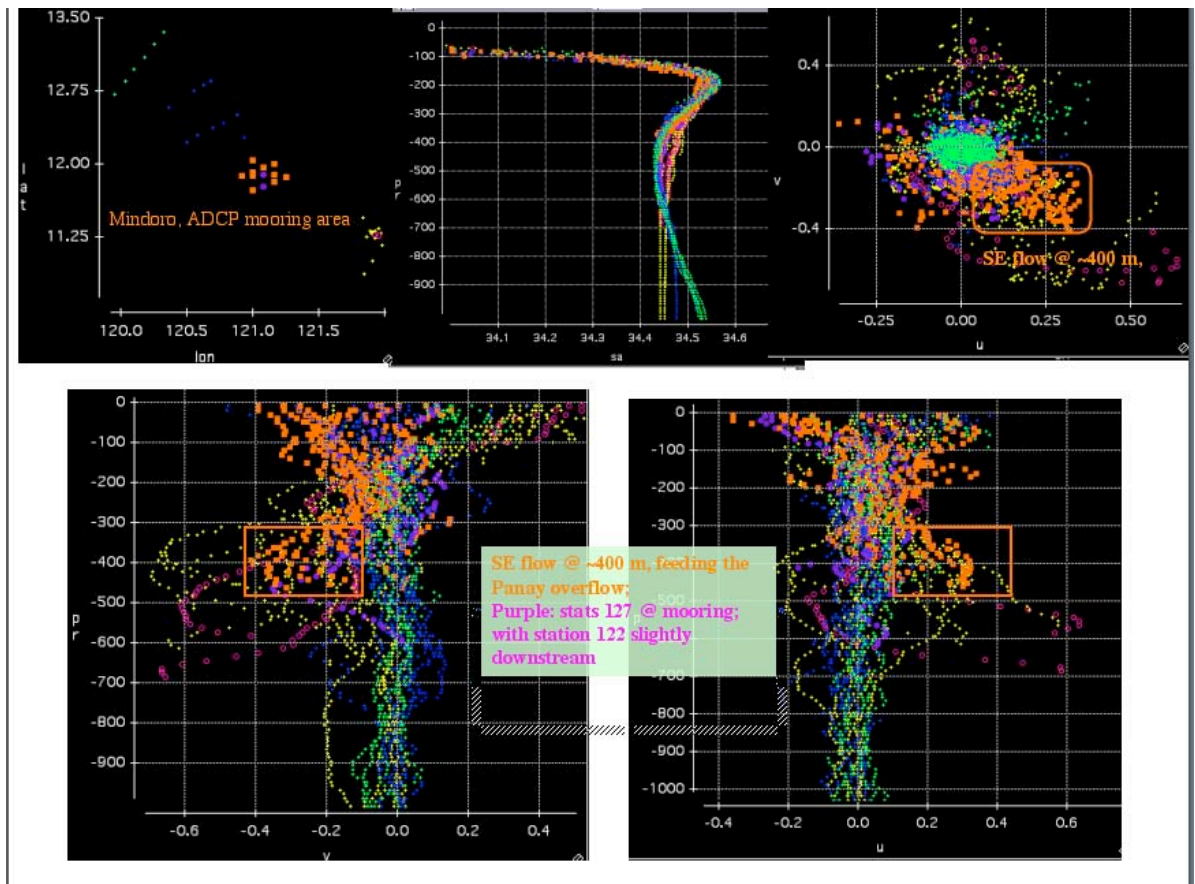 13.50
12.75
12.00
11.25
lat
Mindoro, ADCP mooring area
120.0 120.5 121.0 121.5
lon
0
-100
-200
-300
-400
-500
-600
-700
-800
-900
pr
34.1 34.2 34.3 34.4 34.5 34.6
sa
0.4
0.0
-0.4
v
SE flow @ ~400 m,
-0.25 0.00 0.25 0.50
u
0
-100
-200
-300
-400
-500
-600
-700
-800
-900
pr
-0.6 -0.4 -0.2 0.0 0.2 0.4
v
SE flow @ ~400 m, feeding the
Panay overflow;
Purple: stats 127 @ mooring;
with station 122 slightly
downstream
0
-100
-200
-300
-400
-500
-600
-700
-800
-900
-1000
-0.4 -0.2 0.0 0.2 0.4 0.6
u